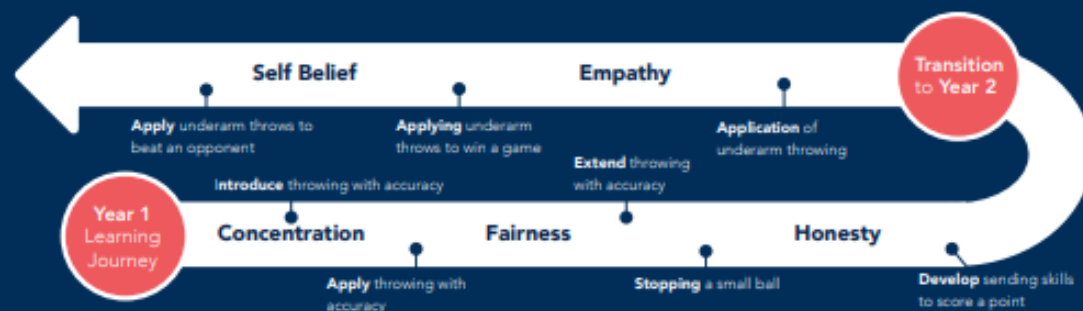 Self Belief
Empathy
Transition
to Year 2
Apply underarm throws to
beat an opponent
Applying underarm
throws to win a game
Application of
underarm throwing
Extend throwing
with accuracy
Introduce throwing with accuracy
Year 1
Learning
Journey
Concentration
Fairness
Honesty
Apply throwing with
accuracy
Stopping a small ball
Develop sending skills
to score a point